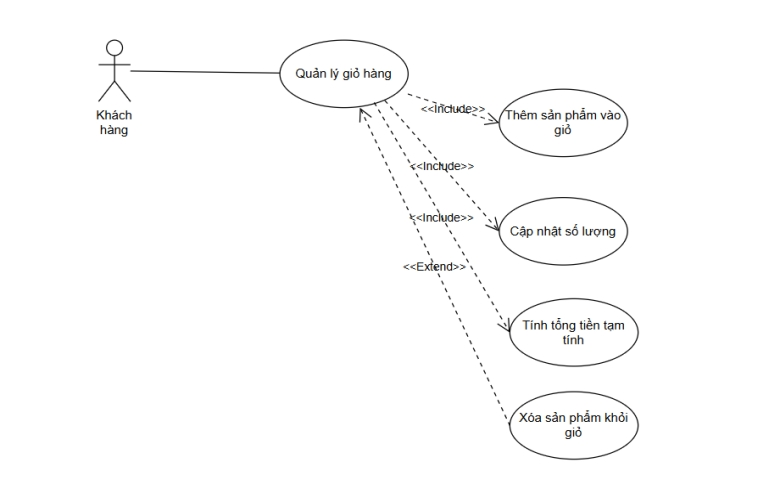 Quản lý giỏ hàng
Khách
hàng
<<Include>>
Thêm sản phẩm vào
giỏ
<<Include>>
<<Include>>
Cập nhật số lượng
<<Extend>>
Tính tổng tiền tạm
tính
Xóa sản phẩm khỏi
giỏ